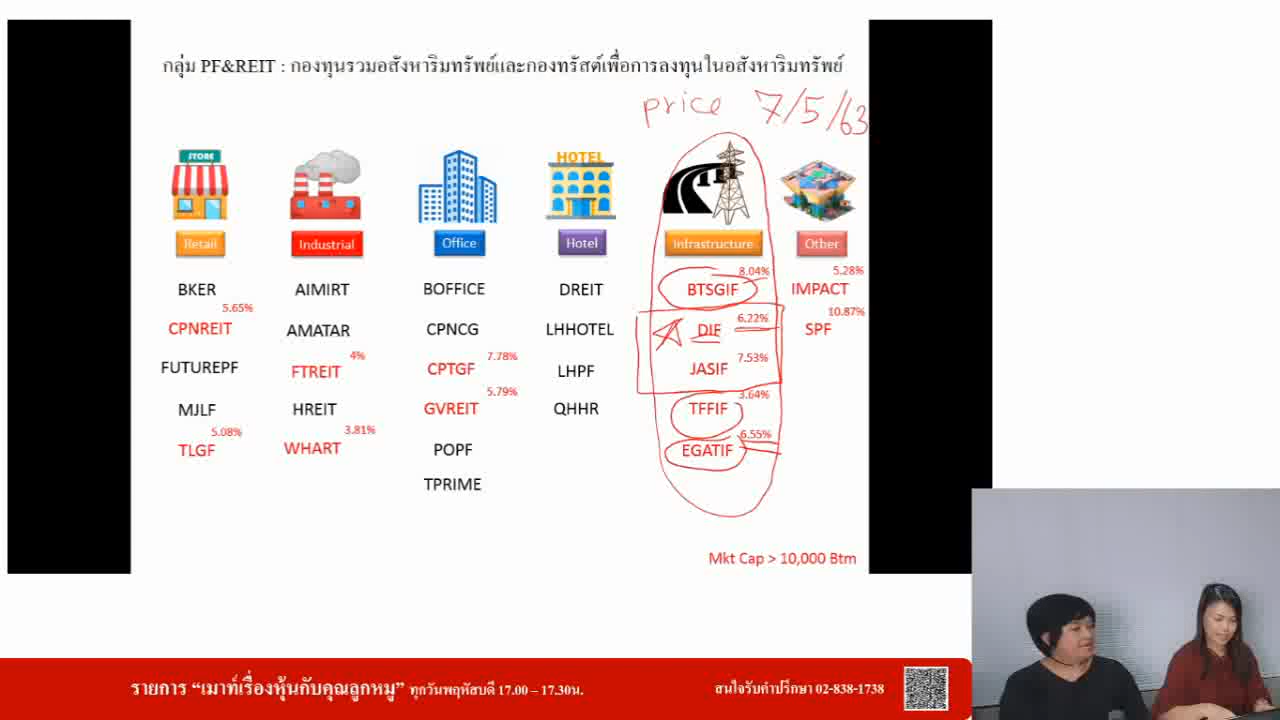 กลุ่ม PF&REIT : กองทุนรวมอสังหาริมทรัพย์และกองทรัสต์เพื่อการลงทุนในอสังหาริมทรัพย์
price 7/5/63
STORE
HOTEL
Retail
Industrial
Office
Hotel
Infrastructure
Other
BKER
AIMIRT
BOFFICE
DREIT
BTSGIF 8.04%
IMPACT 5.28%
CPNREIT 5.65%
AMATAR
CPNCG
LHHOTEL
DIF 6.22%
SPF 10.87%
FUTUREPF
FTREIT 4%
CPTGF 7.78%
LHPF
JASIF 7.53%
MJLF
HREIT
GVREIT 5.79%
QHHR
TFFIF 3.64%
TLGF 5.08%
WHART 3.81%
POPF
EGATIF 6.55%
TPRIME
Mkt Cap > 10,000 Btm
รายการ “เมาท์เรื่องหุ้นกับคุณลูกหมู” ทุกวันพฤหัสบดี 17.00 – 17.30น.
สนใจรับคำปรึกษา 02-838-1738